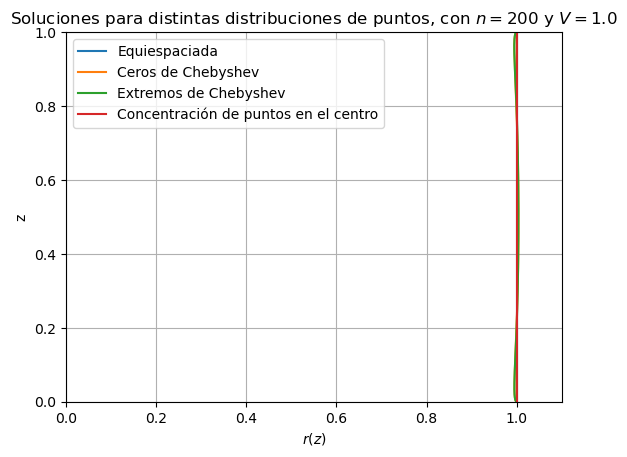 Soluciones para distintas distribuciones de puntos, con n = 200 y V = 1.0
Equiespaciada
Ceros de Chebyshev
Extremos de Chebyshev
Concentración de puntos en el centro
1.0
0.8
0.6
0.4
0.2
0.0
z
0.0 0.2 0.4 0.6 0.8 1.0
r(z)